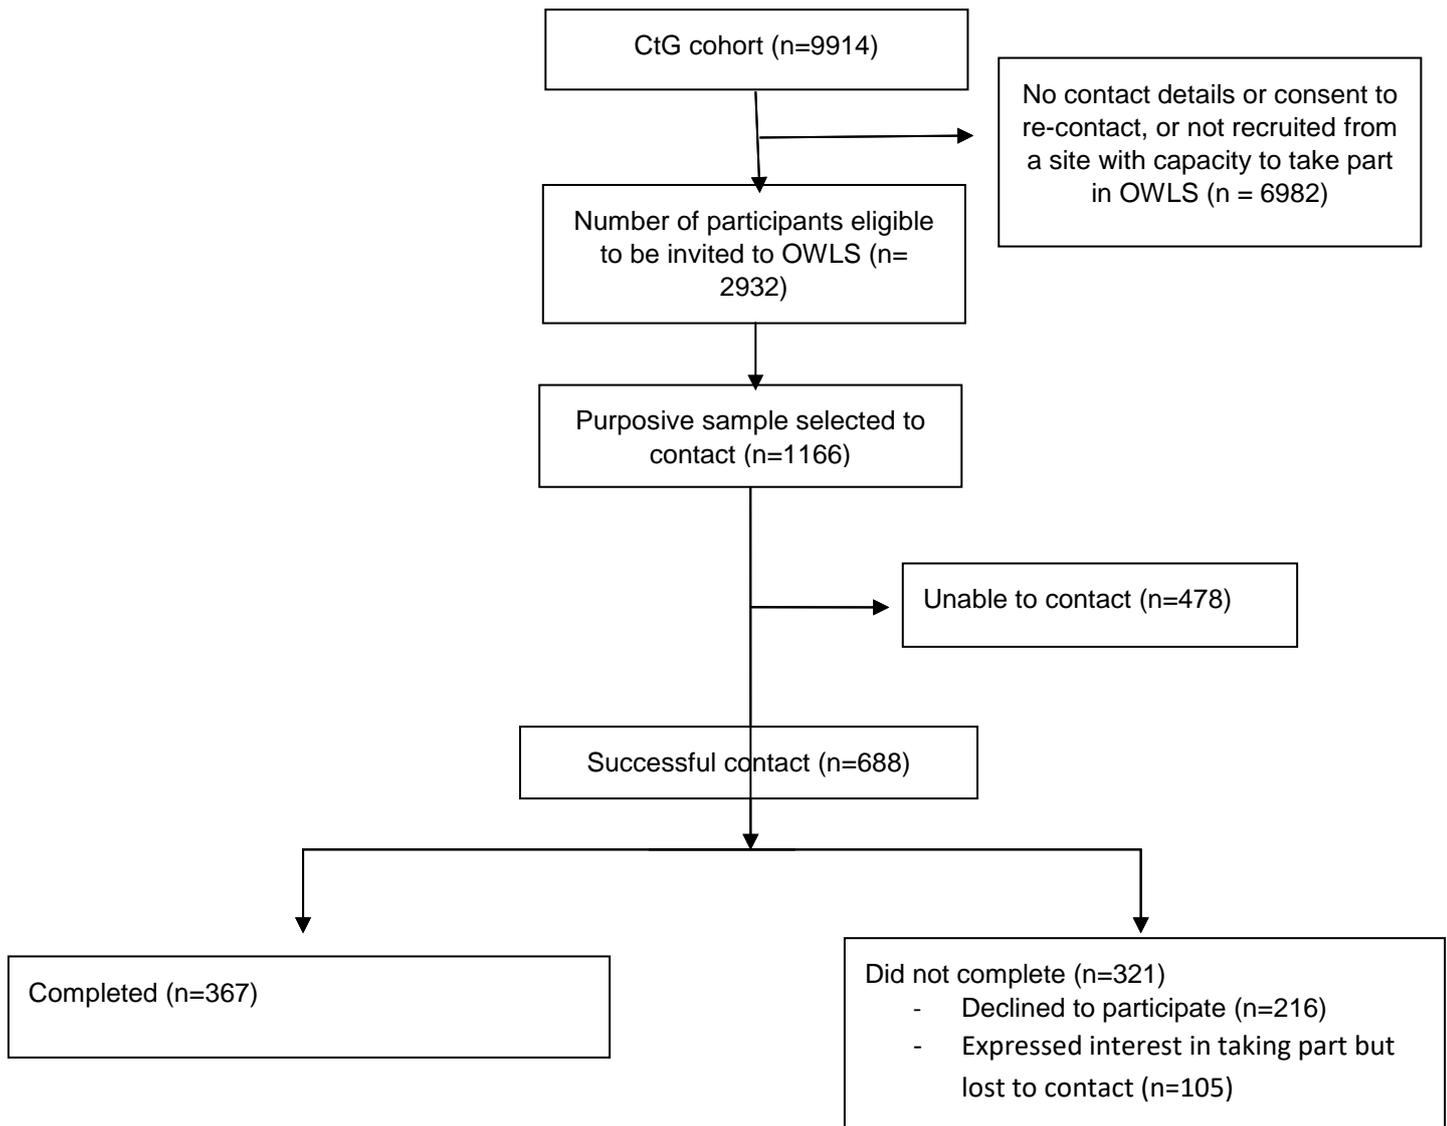 CtG cohort (n=9914)
No contact details or consent to
re-contact, or not recruited from
a site with capacity to take part
in OWLS (n = 6982)
Number of participants eligible
to be invited to OWLS (n=
2932)
Purposive sample selected to
contact (n=1166)
Unable to contact (n=478)
Successful contact (n=688)
Completed (n=367)
Did not complete (n=321)
- Declined to participate (n=216)
- Expressed interest in taking part but
lost to contact (n=105)